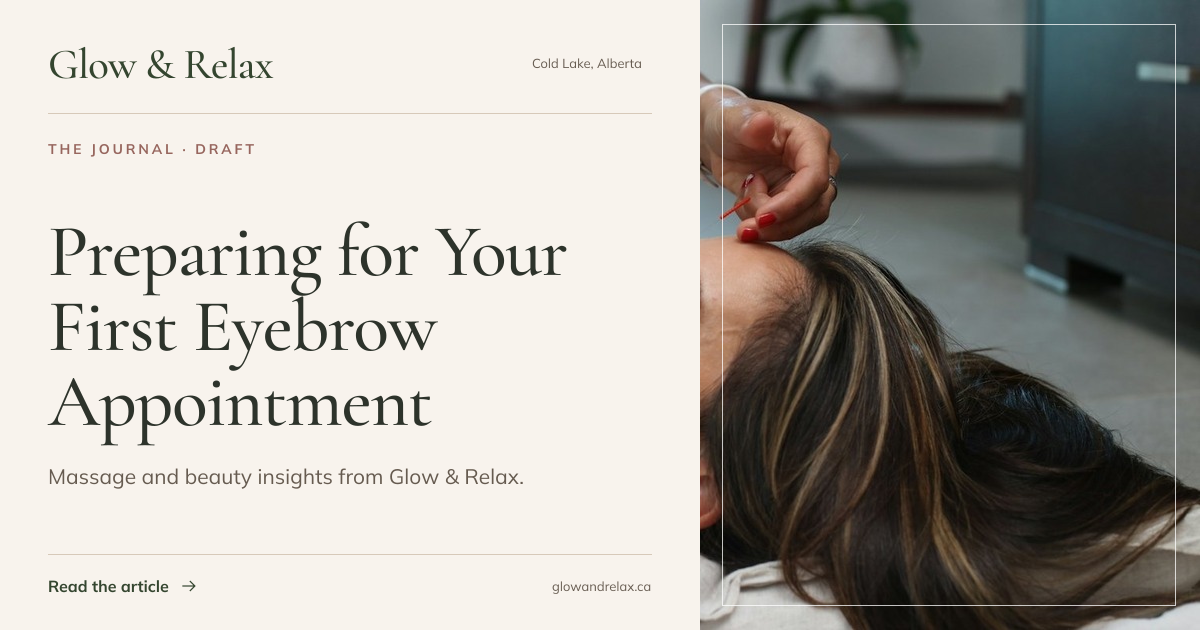 Glow & Relax
Cold Lake, Alberta
THE JOURNAL · DRAFT
Preparing for Your
First Eyebrow
Appointment
Massage and beauty insights from Glow & Relax.
Read the article →
glowandrelax.ca